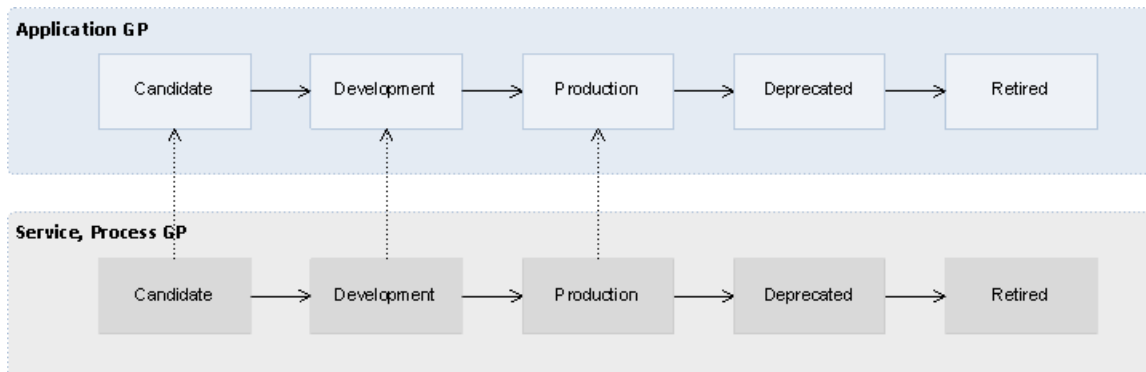 Application GP
Candidate Development Production Deprecated Retired
Service, Process GP
Candidate Development Production Deprecated Retired